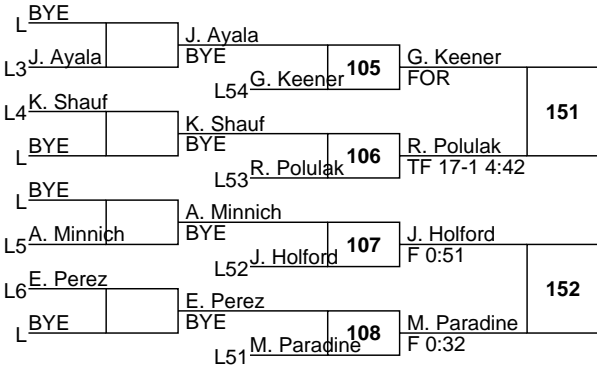 L BYE
J. Ayala
BYE
L3 J. Ayala
105
G. Keener
FOR
L54 G. Keener
L4 K. Shauf
151
K. Shauf
BYE
L BYE
106
R. Polulak
TF 17-1 4:42
L53 R. Polulak
L BYE
A. Minnich
BYE
L5 A. Minnich
107
J. Holford
F 0:51
L52 J. Holford
L6 E. Perez
152
E. Perez
BYE
L BYE
108
M. Paradine
F 0:32
L51 M. Paradine